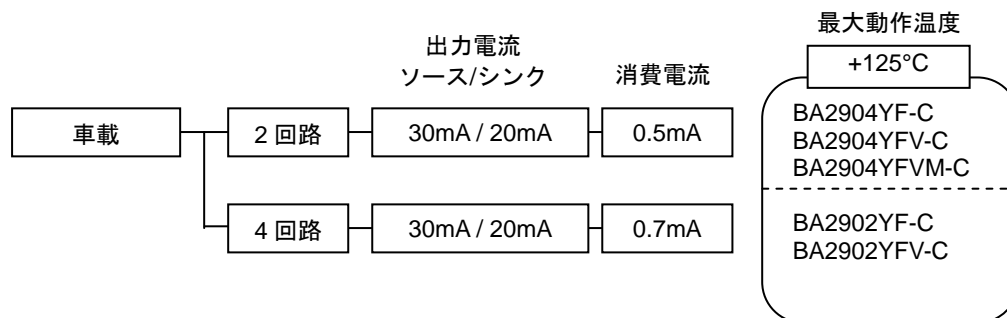 最大動作温度
+125°C
出力電流
ソース/シンク
消費電流
車載
2 回路
30mA / 20mA
0.5mA
BA2904YF-C
BA2904YFV-C
BA2904YFVM-C
4 回路
30mA / 20mA
0.7mA
BA2902YF-C
BA2902YFV-C